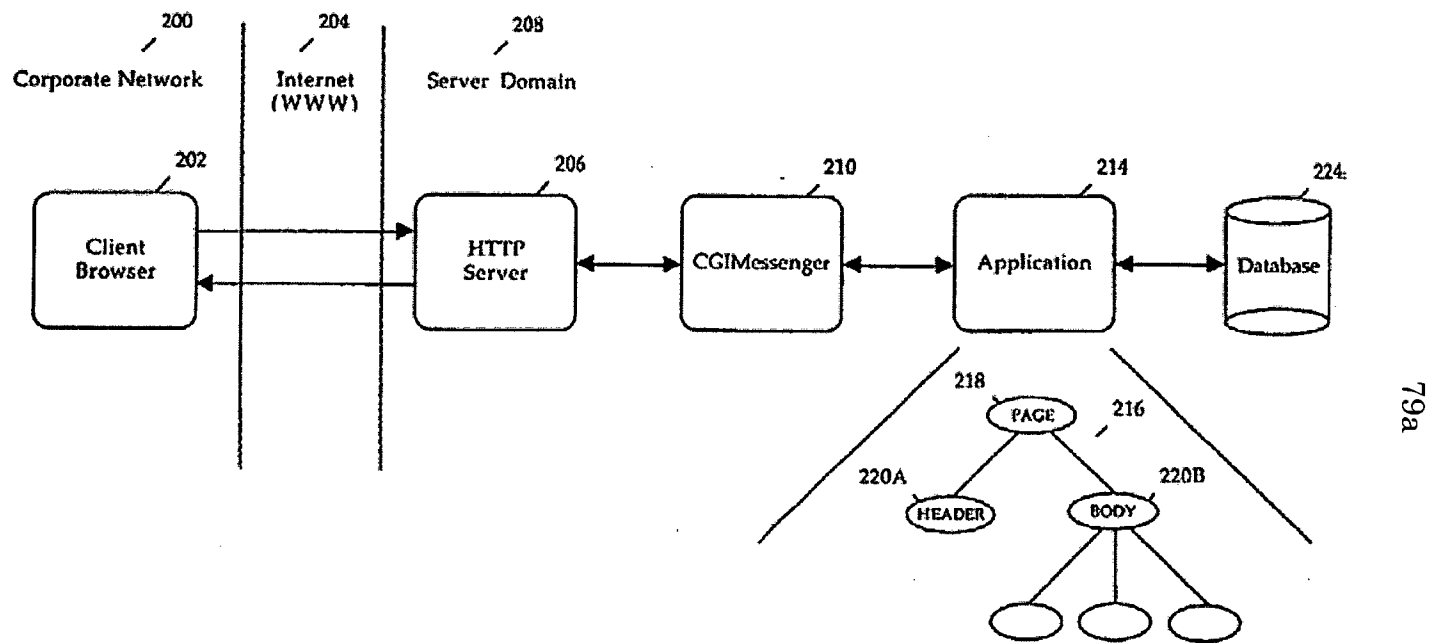 200
204
208
Corporate Network
Internet
(WWW)
Server Domain
202
206
210
214
224
Client
Browser
HTTP
Server
CGIMessenger
Application
Database
218
PAGE
216
220A
220B
HEADER
BODY
79a